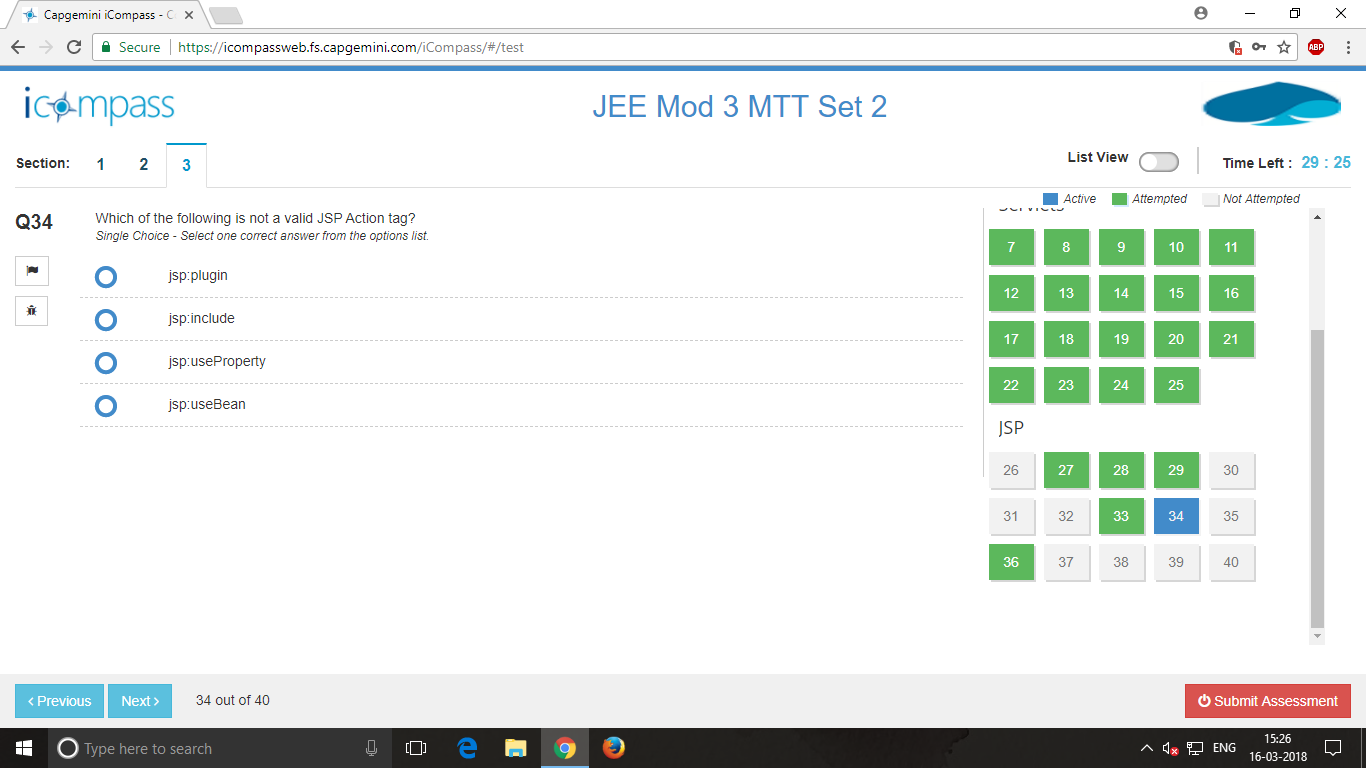 Capgemini iCompass - C
Secure https://icompassweb.fs.capgemini.com/iCompass/#/test
ABP
icompass
JEE Mod 3 MTT Set 2
Section: 1 2 3
List View
Time Left : 29 : 25
Active Attempted Not Attempted
Q34
Which of the following is not a valid JSP Action tag?
Single Choice - Select one correct answer from the options list.
jsp:plugin
jsp:include
jsp:useProperty
jsp:useBean
Servlets
7 8 9 10 11
12 13 14 15 16
17 18 19 20 21
22 23 24 25
JSP
26 27 28 29 30
31 32 33 34 35
36 37 38 39 40
Previous Next 34 out of 40
Submit Assessment
Type here to search
ENG
15:26
16-03-2018